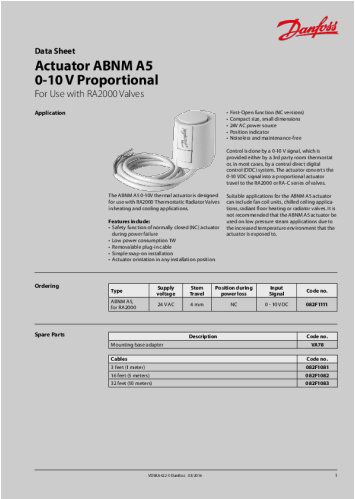 Danfoss
Data Sheet
Actuator ABNM A5
0-10 V Proportional
For Use with RA2000 Valves
Application
The ABNM A5 0-10V thermal actuator is designed
for use with RA2000 Thermostatic Radiator Valves
in heating and cooling applications.
Features include:
• Safety function of normally closed (NC) actuator
during power failure
• Low power consumption 1W
• Removable plug-in cable
• Simple snap-on installation
• Actuator orientation in any installation position
• First-Open function (NC versions)
• Compact size, small dimensions
• 24V AC power source
• Position indicator
• Noiseless and maintenance-free
Control is done by a 0-10 V signal, which is
provided either by a 3rd party room thermostat
or, in most cases, by a central direct digital
control (DDC) system. The actuator converts the
0-10 VDC signal into a proportional actuator
travel to the RA2000 or RA-C series of valves.
Suitable applications for the ABNM A5 actuator
can include fan coil units, chilled ceiling applica-
tions, radiant floor heating or radiator valves. It is
not recommended that the ABNM A5 actuator be
used on low pressure steam applications due to
the increased temperature environment that the
actuator is exposed to.
Ordering
Type
Supply
voltage
Stem
Travel
Position during
power loss
Input
Signal
Code no.
ABNM A5,
for RA2000
24 VAC
6 mm
NC
0 - 10 VDC
082F1111
Spare Parts
Description
Code no.
Mounting base adapter
VA78
Cables
Code no.
3 feet (1 meter)
082F1081
16 feet (5 meters)
082F1082
32 feet (10 meters)
082F1083
1